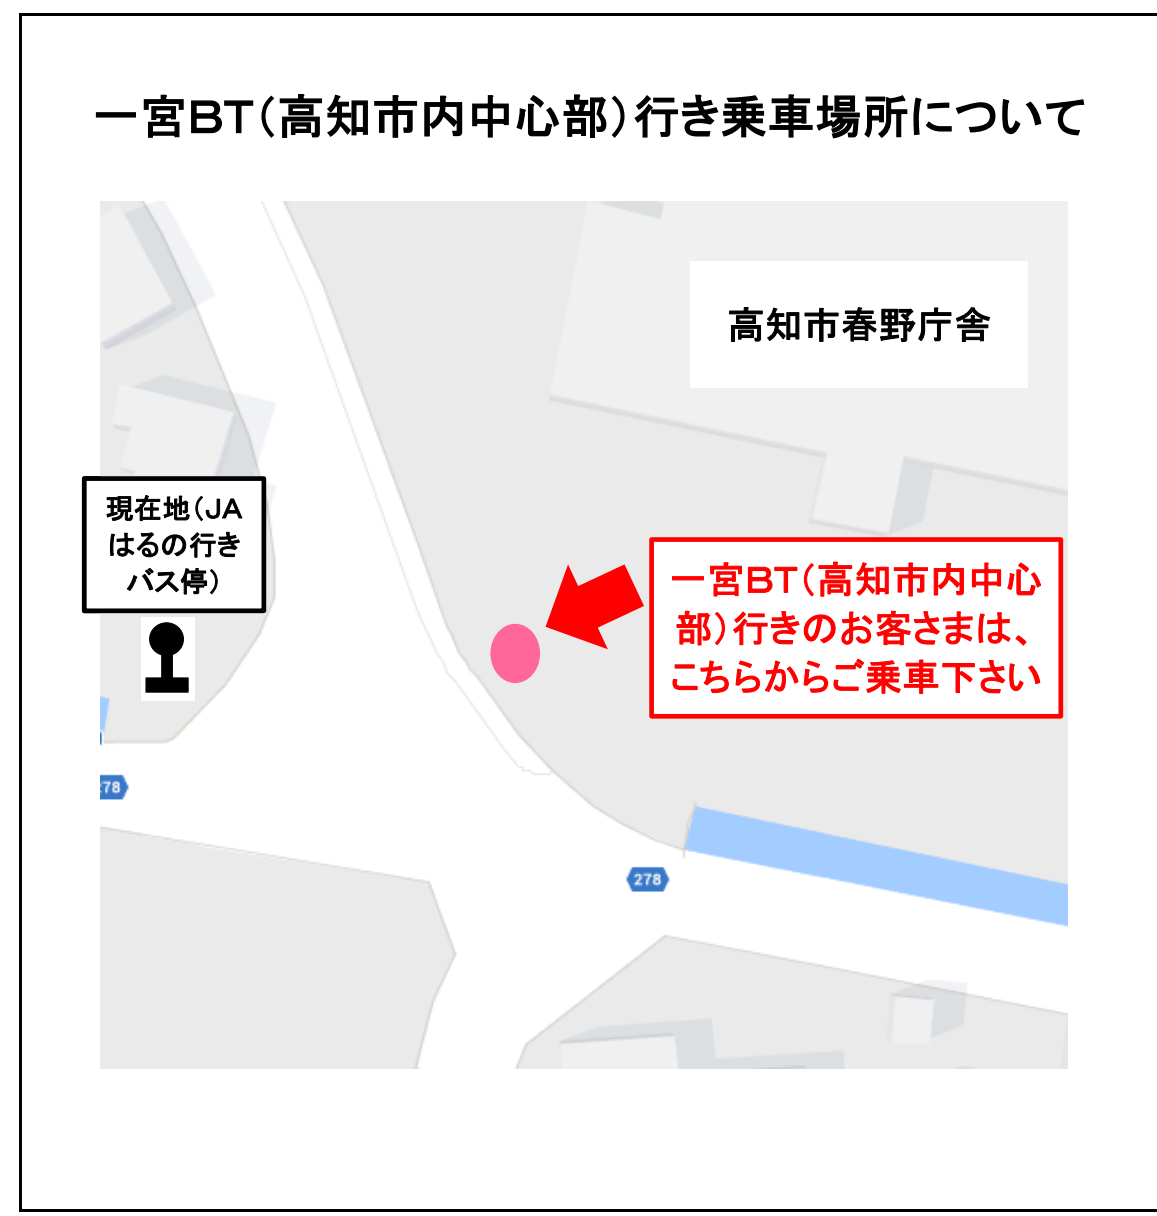 一宮BT(高知市内中心部)行き乗車場所について
高知市春野庁舎
現在地(JA
はるの行き
バス停)
一宮BT(高知市内中心
部)行きのお客さまは、
こちらからご乗車下さい
278
278